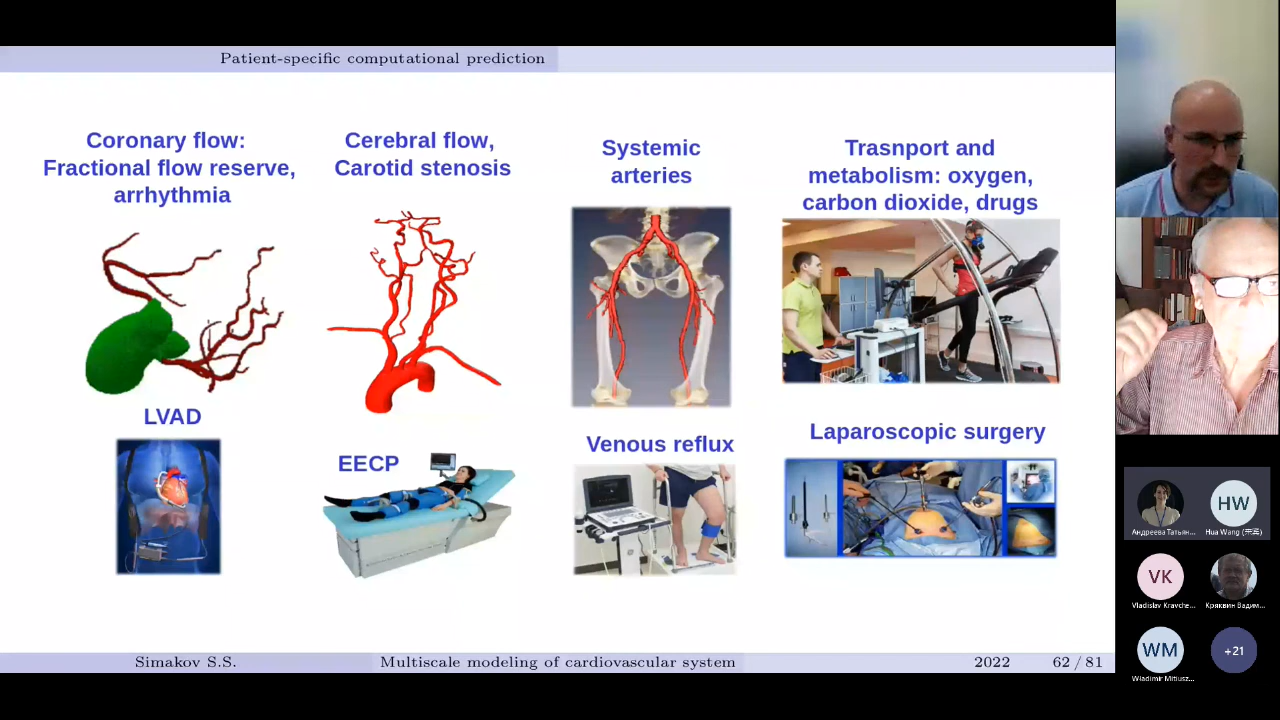 Patient-specific computational prediction
Coronary flow:
Fractional flow reserve,
arrhythmia
Cerebral flow,
Carotid stenosis
Systemic
arteries
Trasnport and
metabolism: oxygen,
carbon dioxide, drugs
LVAD
EECP
Venous reflux
Laparoscopic surgery
Simakov S.S.
Multiscale modeling of cardiovascular system
2022
62 / 81
HW
Андреева Татьян...
Hua Wang
VK
Vladislav Kravche...
Кряквин Вадим...
WM
Wladimir Mitiusz...
+21